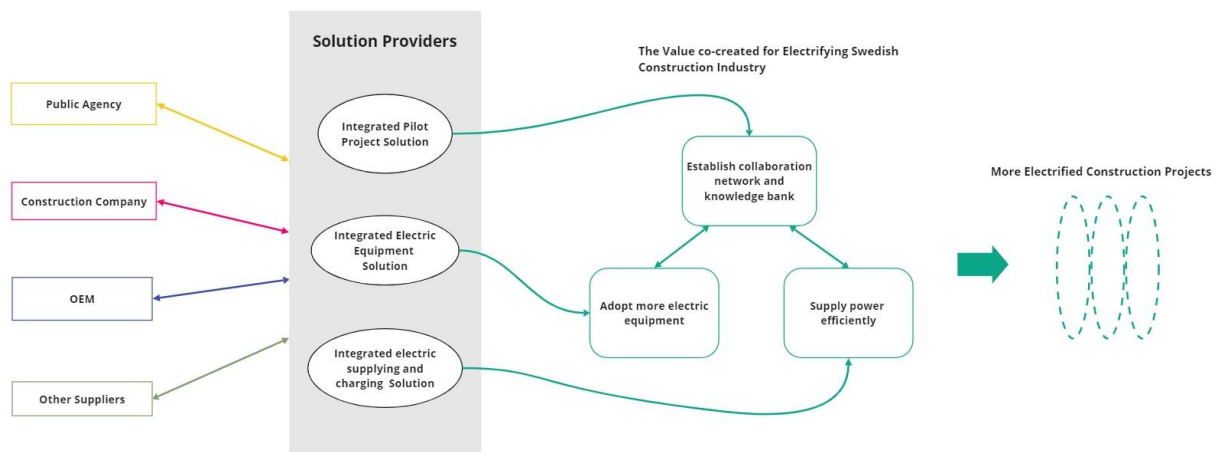 Solution Providers
Public Agency
Construction Company
OEM
Other Suppliers
Integrated Pilot
Project Solution
Integrated Electric
Equipment
Solution
Integrated electric
supplying and
charging Solution
The Value co-created for Electrifying Swedish
Construction Industry
Establish collaboration
network and
knowledge bank
Adopt more electric
equipment
Supply power
efficiently
More Electrified Construction Projects